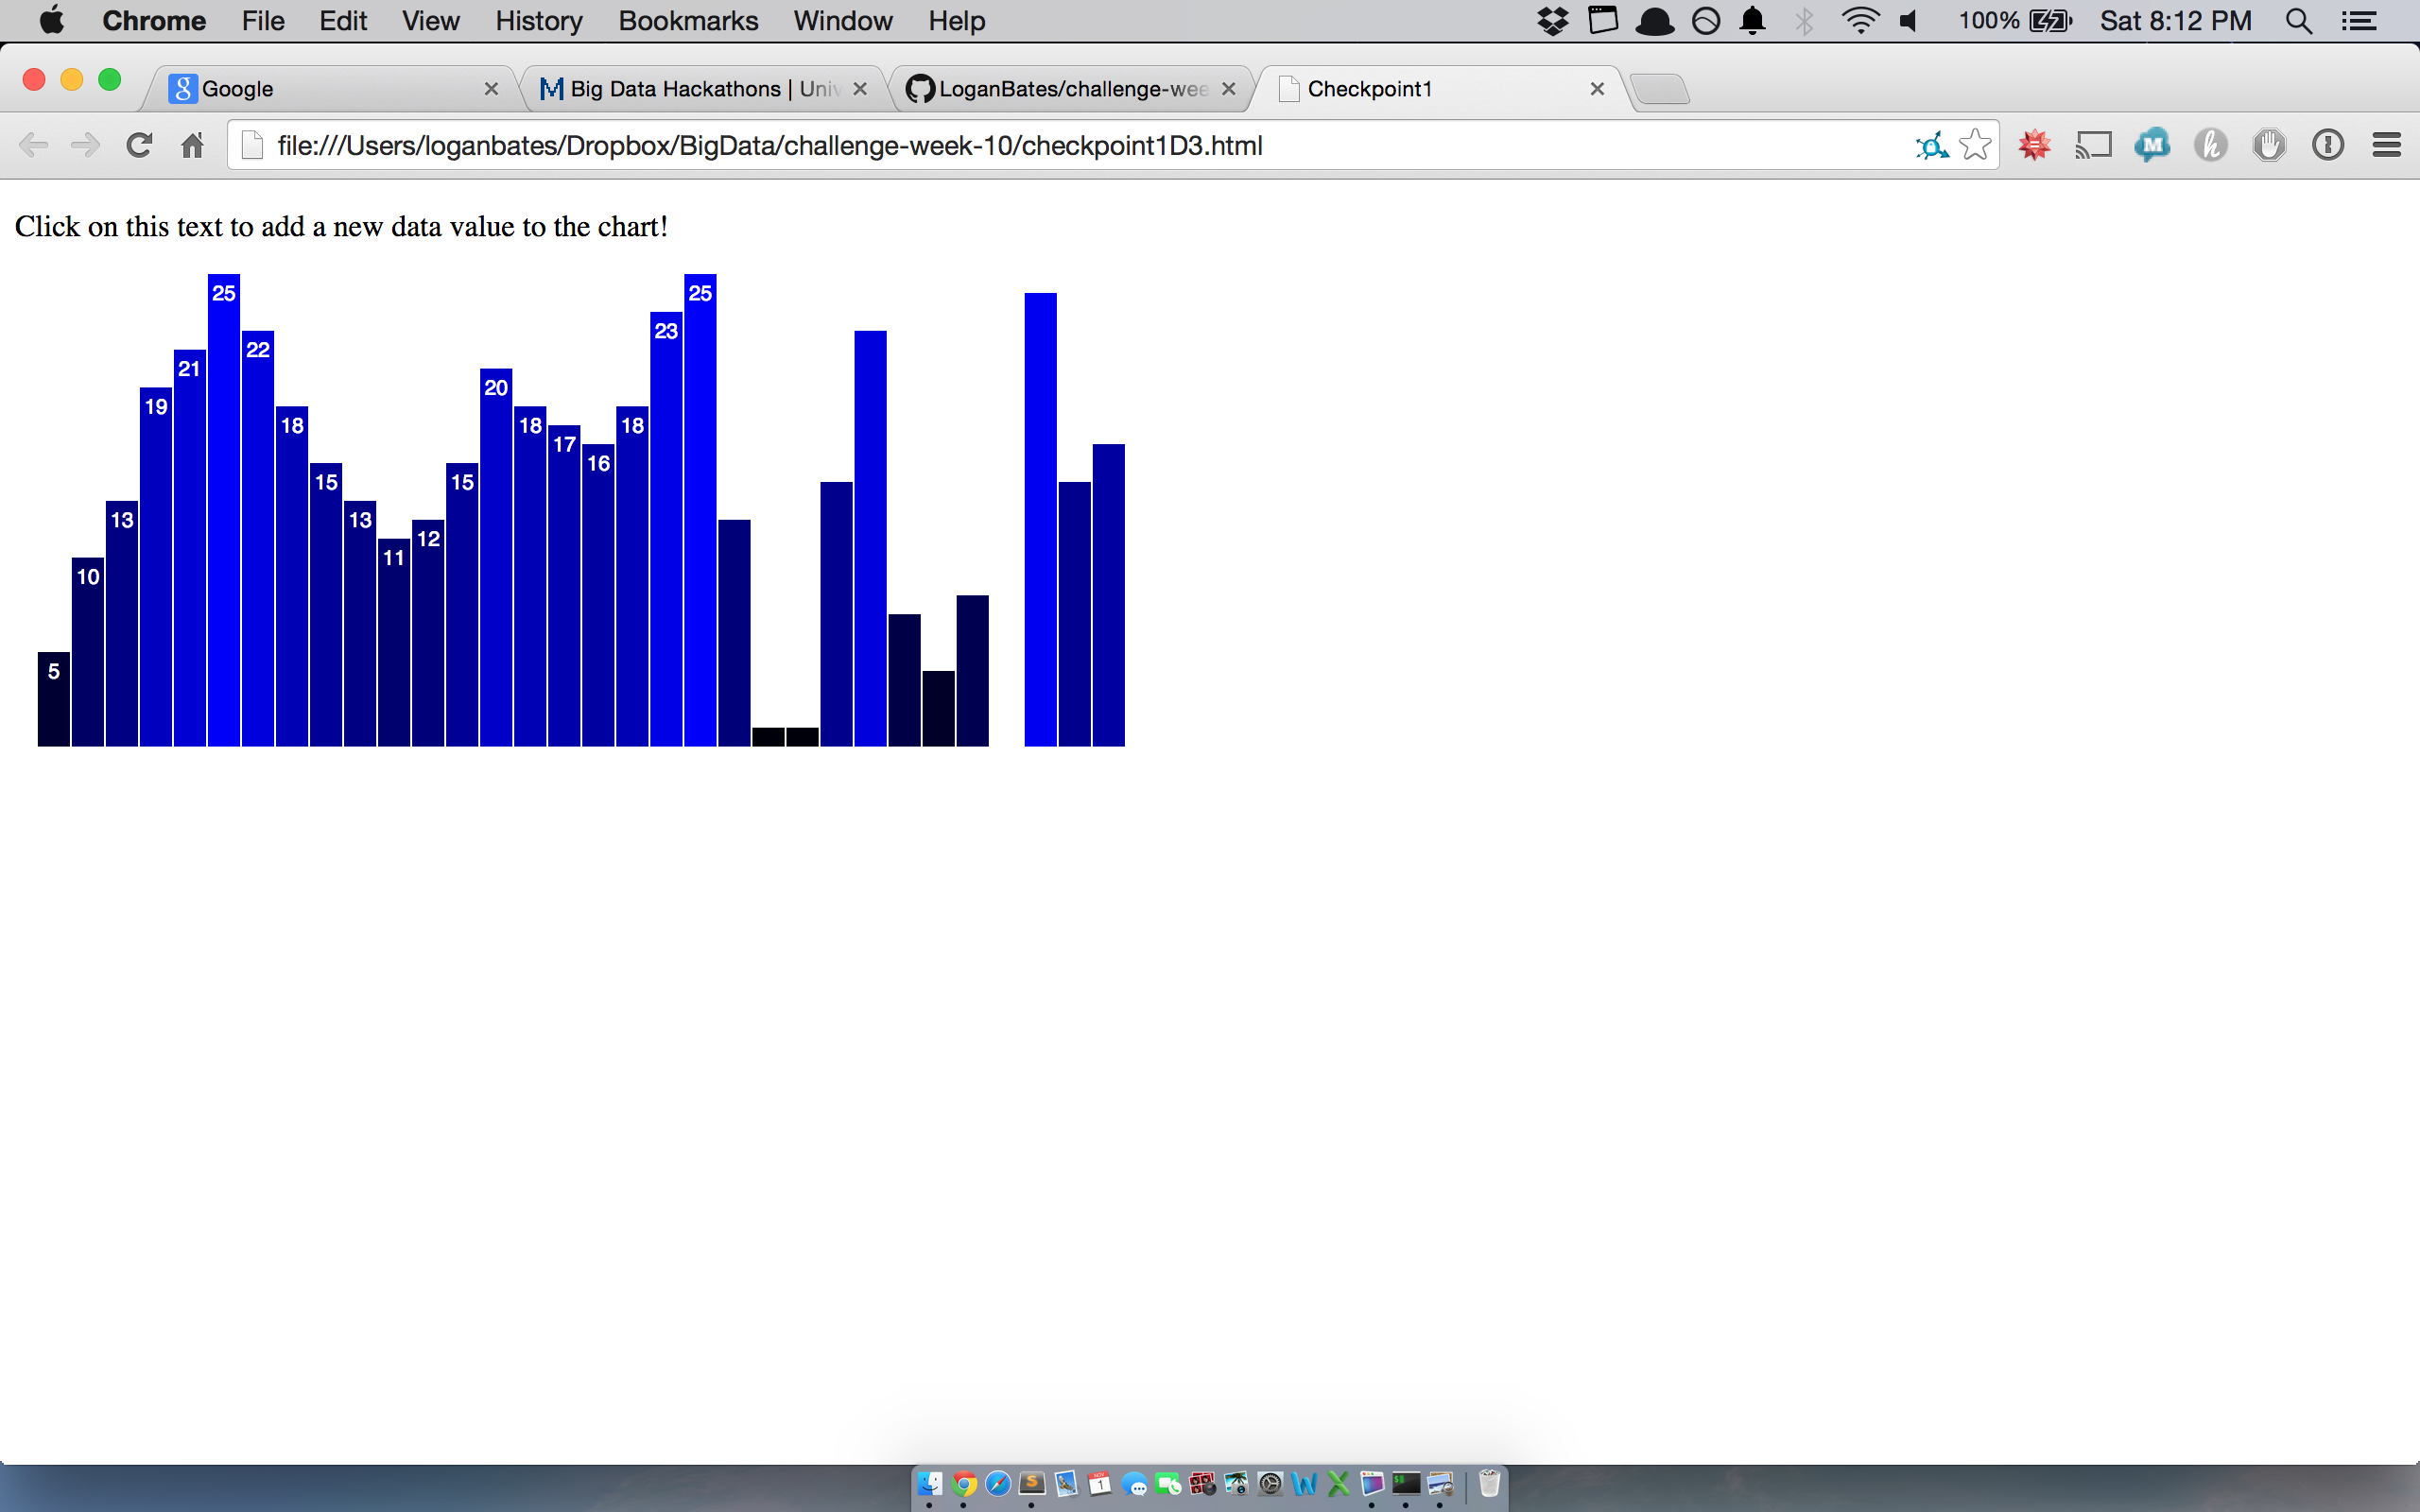 Chrome File Edit View History Bookmarks Window Help 100% Sat 8:12 PM
Google Big Data Hackathons | Univ LoganBates/challenge-wee Checkpoint1
file:///Users/loganbates/Dropbox/BigData/challenge-week-10/checkpoint1D3.html
Click on this text to add a new data value to the chart!
5 10 13 19 21 25 22 18 15 13 11 12 15 20 18 17 16 18 23 25